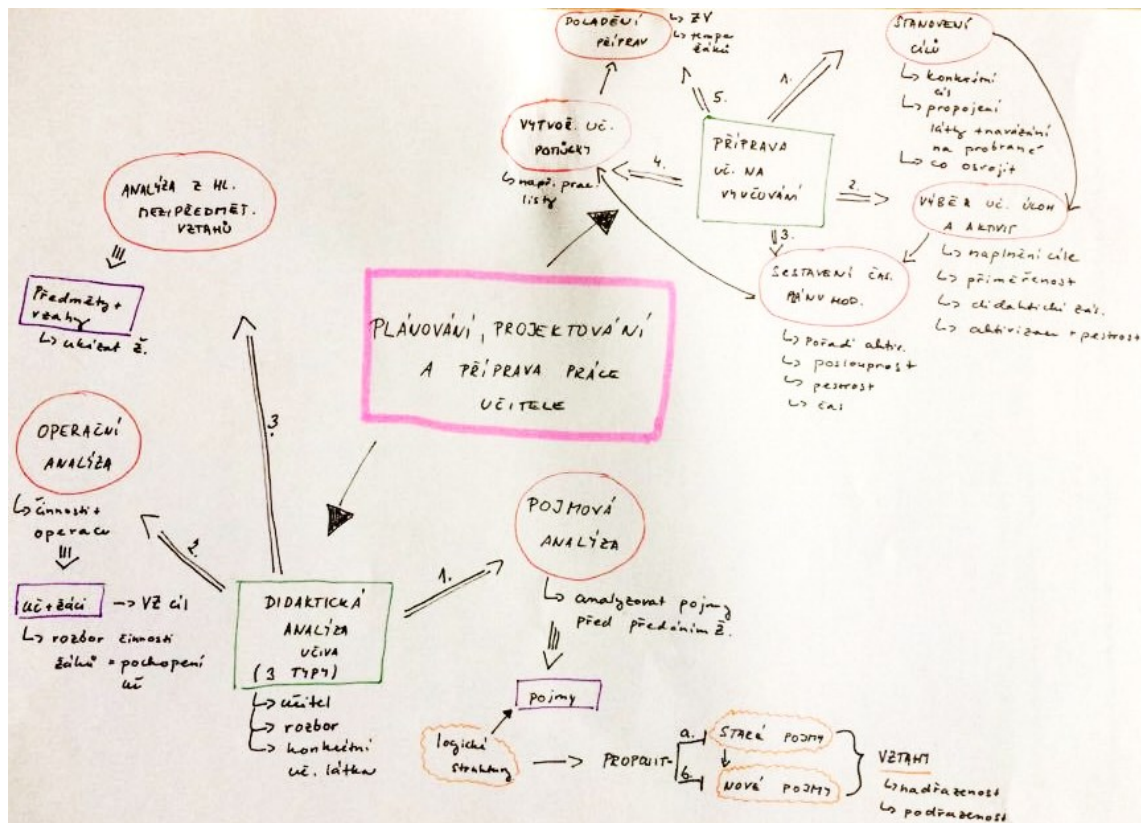 DOLADĚNÍ
PŘÍPRAV
↳ ZV
↳ tempo
žáků
STANOVENÍ
CÍLŮ
↳ konkrétní
cíl
↳ propojení
látky + navázání
na probrané
↳ co osvojit
5.
1.
VYTVOŘ. UČ.
POMŮCKY
↳ např. prac.
listy
4.
PŘÍPRAVA
UČ. NA
VYUČOVÁNÍ
2.
3.
VÝBĚR UČ. ÚLOH
A AKTIVIT
↳ naplnění cíle
↳ přiměřenost
↳ didaktické zás.
↳ aktivizace + pestrost
SESTAVENÍ ČAS.
PLÁNU HOD.
↳ pořadí aktiv.
↳ posloupnost
↳ pestrost
↳ čas
ANALÝZA Z HL.
MEZIPŘEDMĚT.
VZTAHŮ
Předměty +
vztahy
↳ ukázat ž.
PLÁNOVÁNÍ, PROJEKTOVÁNÍ
A PŘÍPRAVA PRÁCE
UČITELE
OPERAČNÍ
ANALÝZA
↳ činnosti +
operace
uč + žáci → VZ cíl
↳ rozbor činnosti
žáků = pochopení
uč
3.
2.
1.
DIDAKTICKÁ
ANALÝZA
UČIVA
(3 TYPY)
↳ učitel
↳ rozbor
↳ konkrétní
uč. látka
POJMOVÁ
ANALÝZA
↳ analyzovat pojmy
před předáním ž.
pojmy
logické
struktury
→ PROPOJIT
a.
STARÉ POJMY
b.
NOVÉ POJMY
VZTAHY
↳ nadřazenost
↳ podřazenost